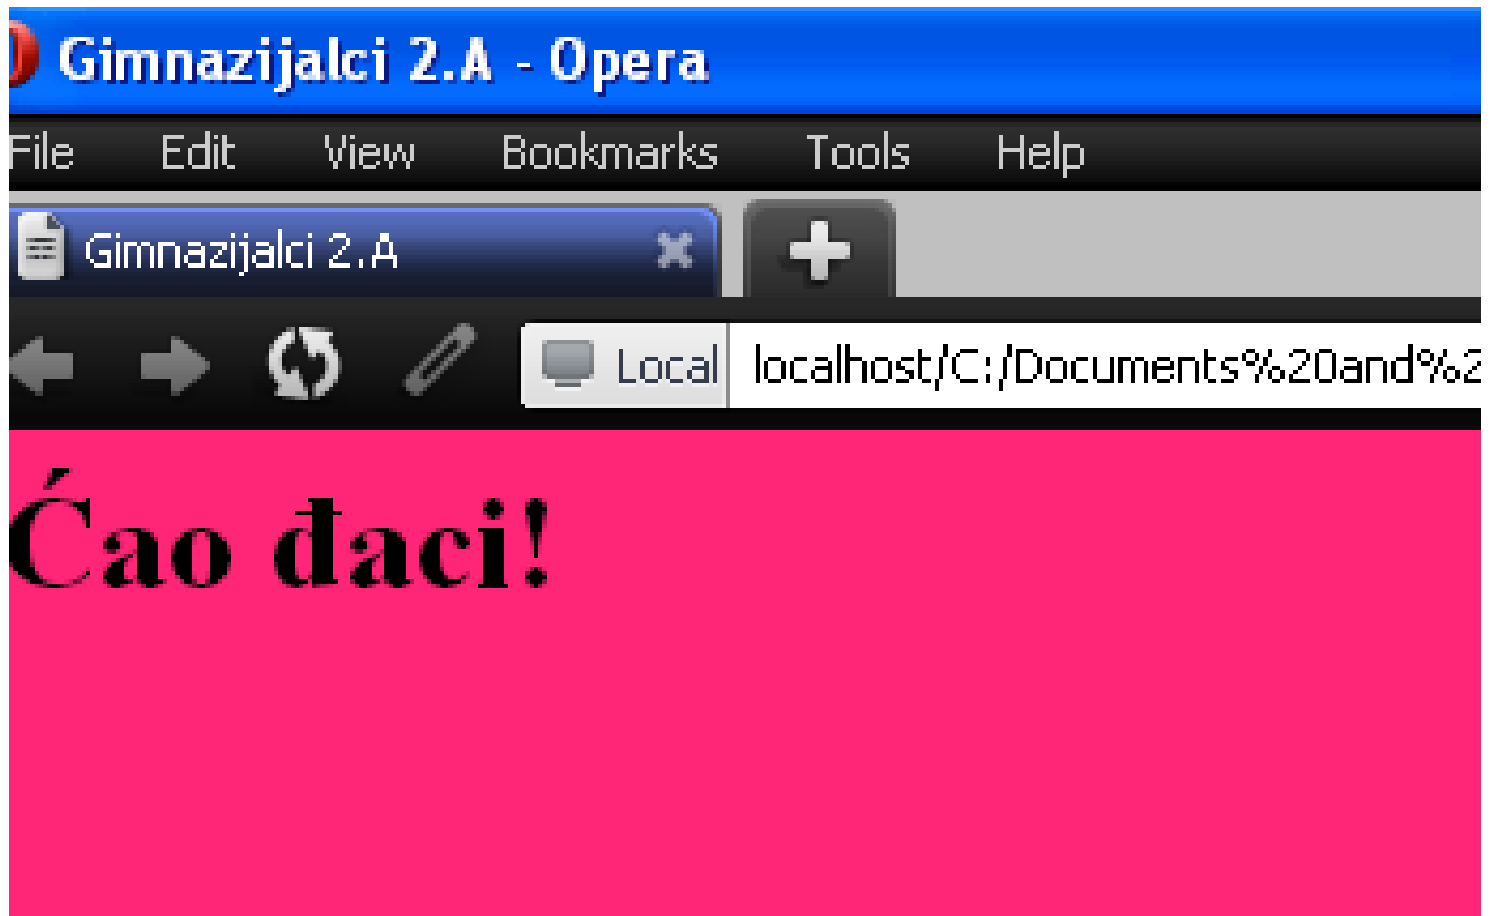 Gimnazijalci 2.A - Opera
File Edit View Bookmarks Tools Help
Gimnazijalci 2.A
Local localhost/C:/Documents%20and%2
Ćao đaci!